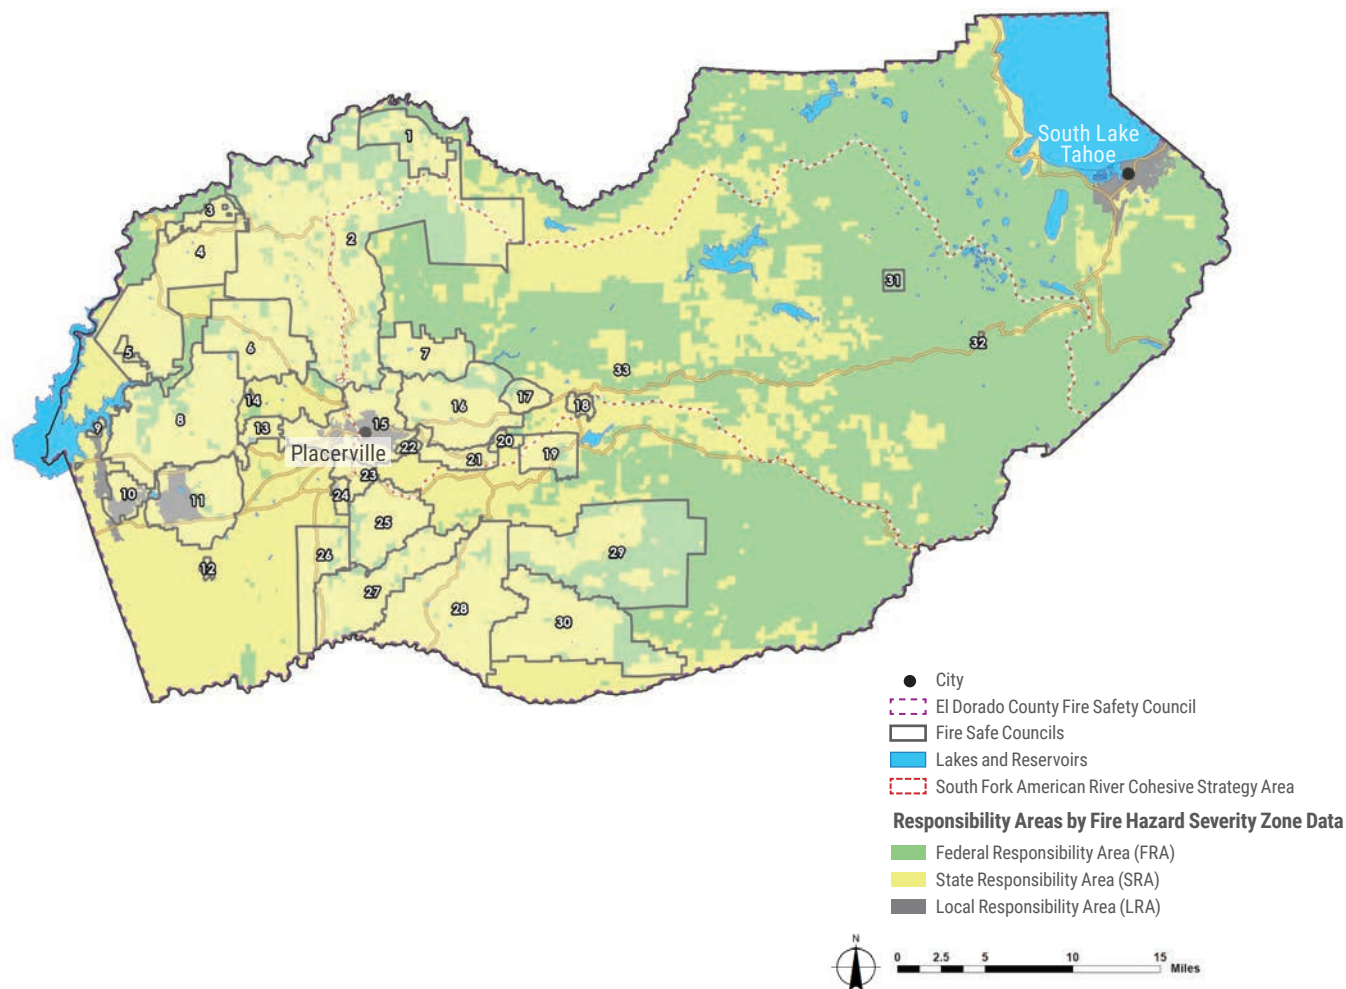 South Lake
Tahoe
1
3
2
4
31
5
6
7
32
33
14
16
17
18
8
9
13
15
Placerville
22
20
21
19
23
10
11
24
25
26
29
12
27
28
30
City
El Dorado County Fire Safety Council
Fire Safe Councils
Lakes and Reservoirs
South Fork American River Cohesive Strategy Area
Responsibility Areas by Fire Hazard Severity Zone Data
Federal Responsibility Area (FRA)
State Responsibility Area (SRA)
Local Responsibility Area (LRA)
N
0 2.5 5 10 15
Miles